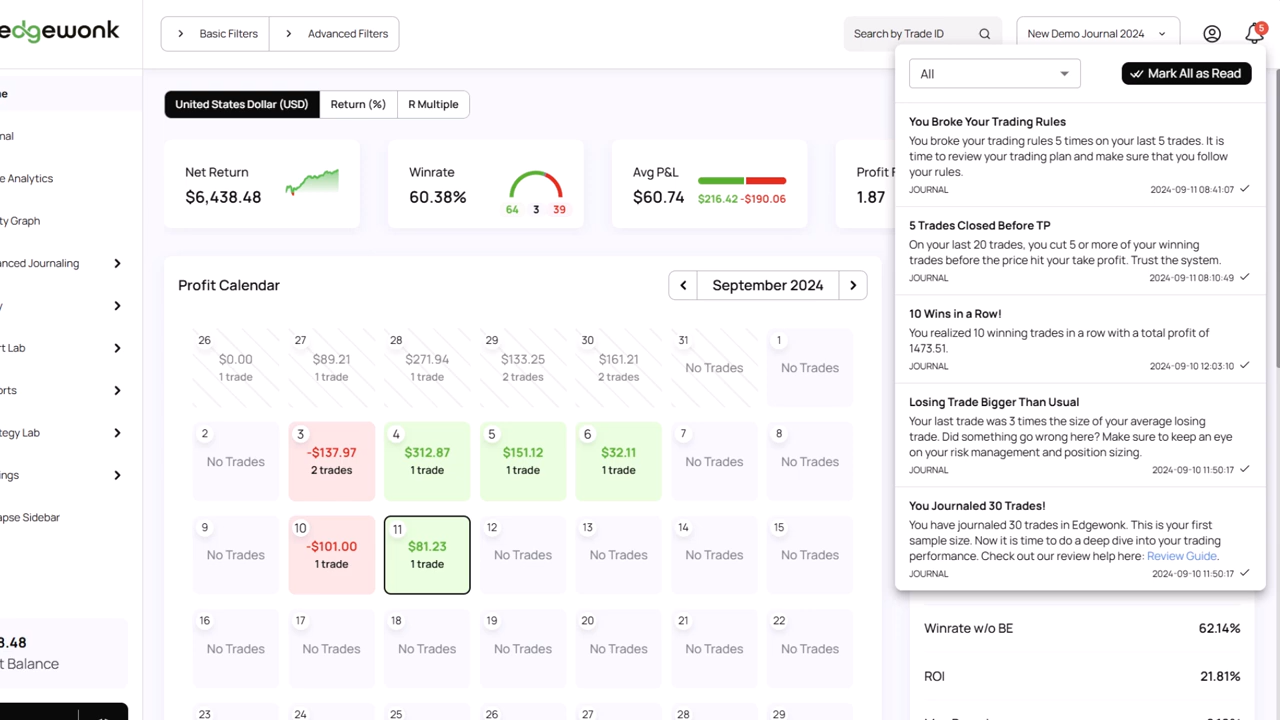 edgewonk
Basic Filters
Advanced Filters
Search by Trade ID
New Demo Journal 2024
5
All
Mark All as Read
You Broke Your Trading Rules
You broke your trading rules 5 times on your last 5 trades. It is
time to review your trading plan and make sure that you follow
your rules.
JOURNAL 2024-09-11 08:41:07
5 Trades Closed Before TP
On your last 20 trades, you cut 5 or more of your winning
trades before the price hit your take profit. Trust the system.
JOURNAL 2024-09-11 08:10:49
10 Wins in a Row!
You realized 10 winning trades in a row with a total profit of
1473.51.
JOURNAL 2024-09-10 12:03:10
Losing Trade Bigger Than Usual
Your last trade was 3 times the size of your average losing
trade. Did something go wrong here? Make sure to keep an eye
on your risk management and position sizing.
JOURNAL 2024-09-10 11:50:17
You Journaled 30 Trades!
You have journaled 30 trades in Edgewonk. This is your first
sample size. Now it is time to do a deep dive into your trading
performance. Check out our review help here: Review Guide.
JOURNAL 2024-09-10 11:50:17
Winrate w/o BE 62.14%
ROI 21.81%
me
nal
e Analytics
ty Graph
anced Journaling
y
rt Lab
orts
tegy Lab
ngs
apse Sidebar
8.48
t Balance
United States Dollar (USD)
Return (%)
R Multiple
Net Return
$6,438.48
Winrate
60.38%
64 3 39
Avg P&L
$60.74
$216.42 -$190.06
Profit F
1.87
Profit Calendar
September 2024
26 27 28 29 30 31 1
$0.00 $89.21 $271.94 $133.25 $161.21 No Trades No Trades
1 trade 1 trade 1 trade 2 trades 2 trades
2 3 4 5 6 7 8
No Trades -$137.97 $312.87 $151.12 $32.11 No Trades No Trades
2 trades 1 trade 1 trade 1 trade
9 10 11 12 13 14 15
No Trades -$101.00 $81.23 No Trades No Trades No Trades No Trades
1 trade 1 trade
16 17 18 19 20 21 22
No Trades No Trades No Trades No Trades No Trades No Trades No Trades
23 24 25 26 27 28 29